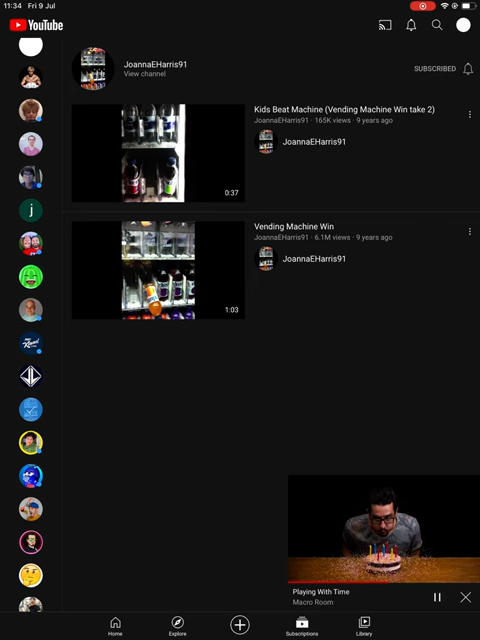 11:34 Fri 9 Jul
YouTube
JoannaEHarris91
View channel
SUBSCRIBED
Kids Beat Machine (Vending Machine Win take 2)
JoannaEHarris91 · 165K views · 9 years ago
JoannaEHarris91
0:37
Vending Machine Win
JoannaEHarris91 · 6.1M views · 9 years ago
JoannaEHarris91
1:03
j
Playing With Time
Macro Room
Home
Explore
Subscriptions
Library